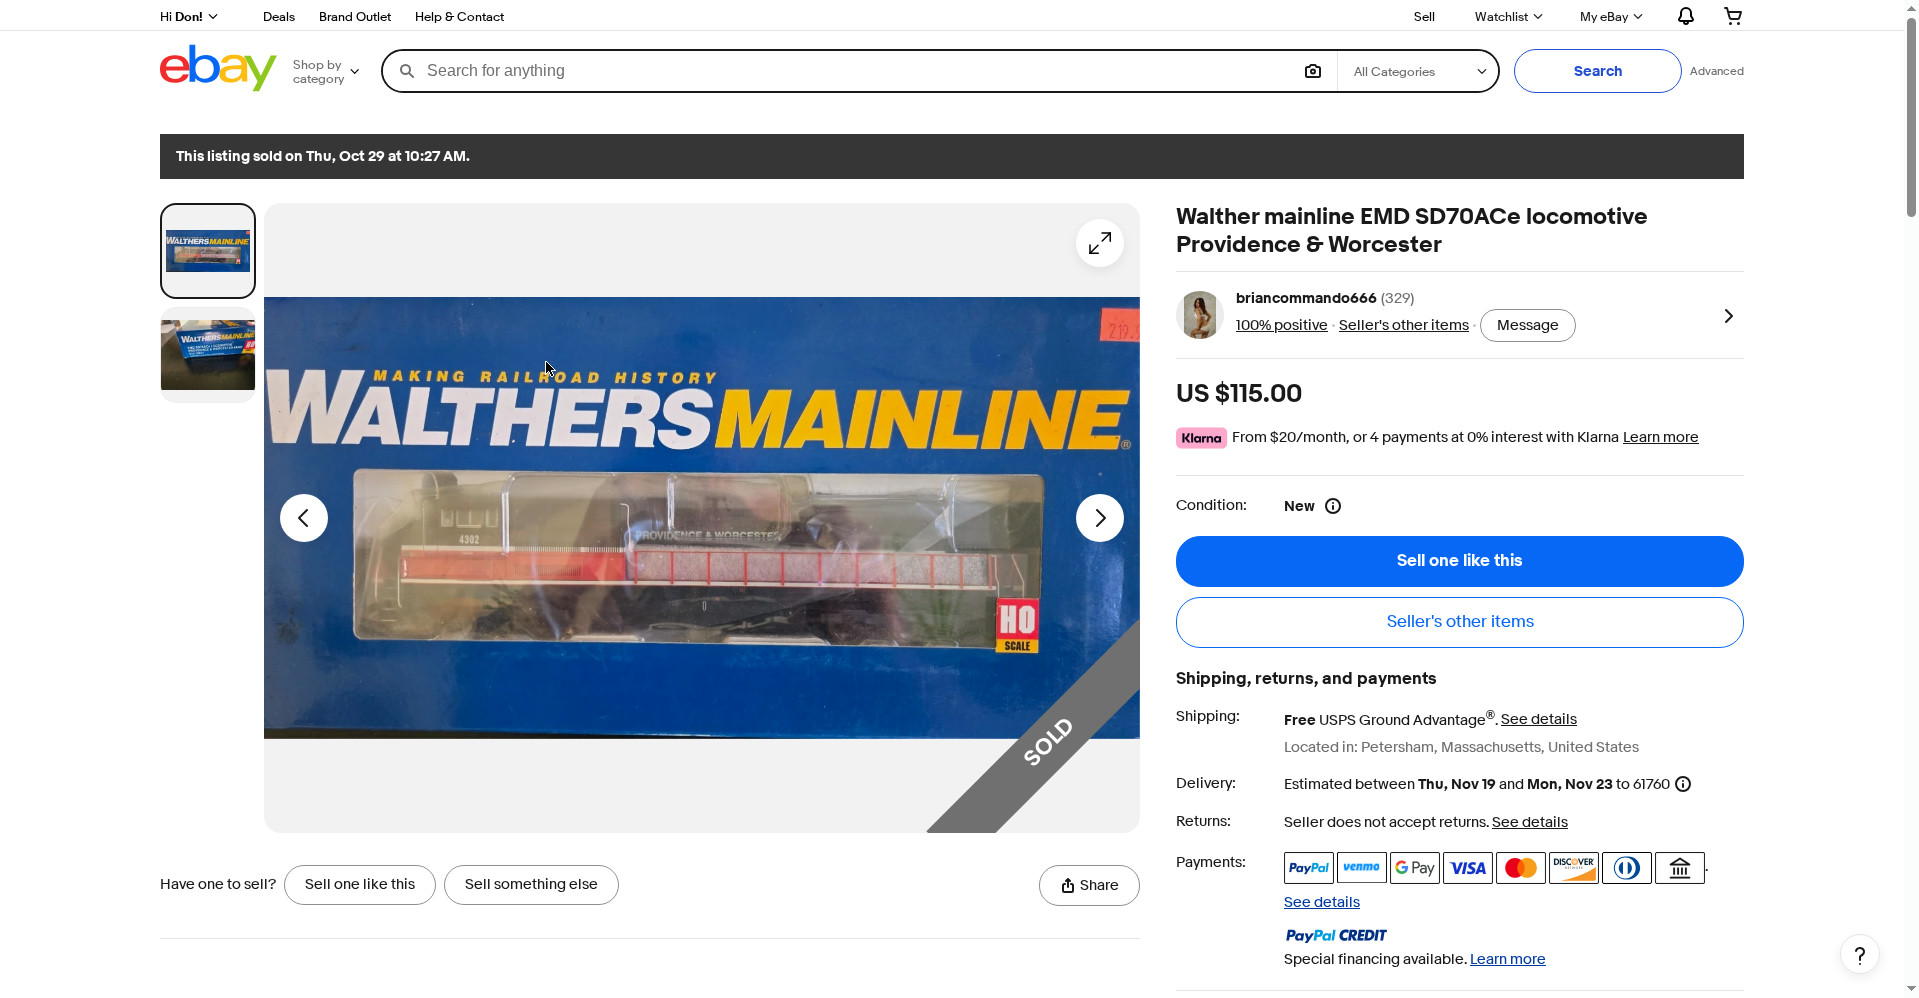 Hi Don!
Deals
Brand Outlet
Help & Contact
Sell
Watchlist
My eBay
ebay
Shop by
category
Search for anything
All Categories
Search
Advanced
This listing sold on Thu, Oct 29 at 10:27 AM.
WALTHERSMAINLINE
WALTHERSMAINLINE
219.
MAKING RAILROAD HISTORY
WALTHERSMAINLINE®
4302
PROVIDENCE & WORCESTER
HO
SCALE
SOLD
Have one to sell?
Sell one like this
Sell something else
Share
Walther mainline EMD SD70ACe locomotive
Providence & Worcester
briancommando666 (329)
100% positive · Seller's other items · Message
US $115.00
Klarna From $20/month, or 4 payments at 0% interest with Klarna Learn more
Condition: New
Sell one like this
Seller's other items
Shipping, returns, and payments
Shipping: Free USPS Ground Advantage®. See details
Located in: Petersham, Massachusetts, United States
Delivery: Estimated between Thu, Nov 19 and Mon, Nov 23 to 61760
Returns: Seller does not accept returns. See details
Payments: PayPal venmo G Pay VISA DISCOVER .
See details
PayPal CREDIT
Special financing available. Learn more
?